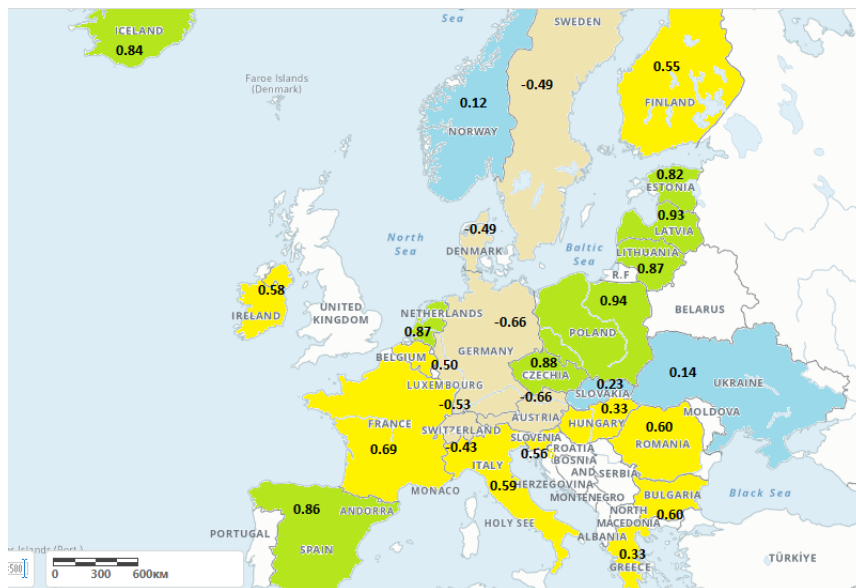 Sea
SWEDEN
ICELAND
0.84
Faroe Islands
(Denmark)
0.12
NORWAY
-0.49
0.55
FINLAND
0.82
ESTONIA
0.93
LATVIA
LITHUANIA
0.87
R.F
North
Sea
-0.49
DENMARK
Baltic
Sea
0.58
IRELAND
UNITED
KINGDOM
NETHERLANDS
0.87
-0.66
GERMANY
0.94
POLAND
BELARUS
BELGIUM
0.50
LUXEMBOURG
0.88
CZECHIA
0.23
SLOVAKIA
0.14
UKRAINE
-0.53
-0.66
AUSTRIA
0.33
HUNGARY
MOLDOVA
FRANCE
0.69
SWITZERLAND
-0.43
ITALY
SLOVENIA
0.56
CROATIA
BOSNIA
AND
HERZEGOVINA
SERBIA
0.60
ROMANIA
MONACO
0.59
MONTENEGRO
BULGARIA
0.60
Black Sea
0.86
ANDORRA
PORTUGAL
SPAIN
HOLY SEE
NORTH
MACEDONIA
ALBANIA
0.33
GREECE
TÜRKİYE
Islands (Port.)
500
0 300 600км